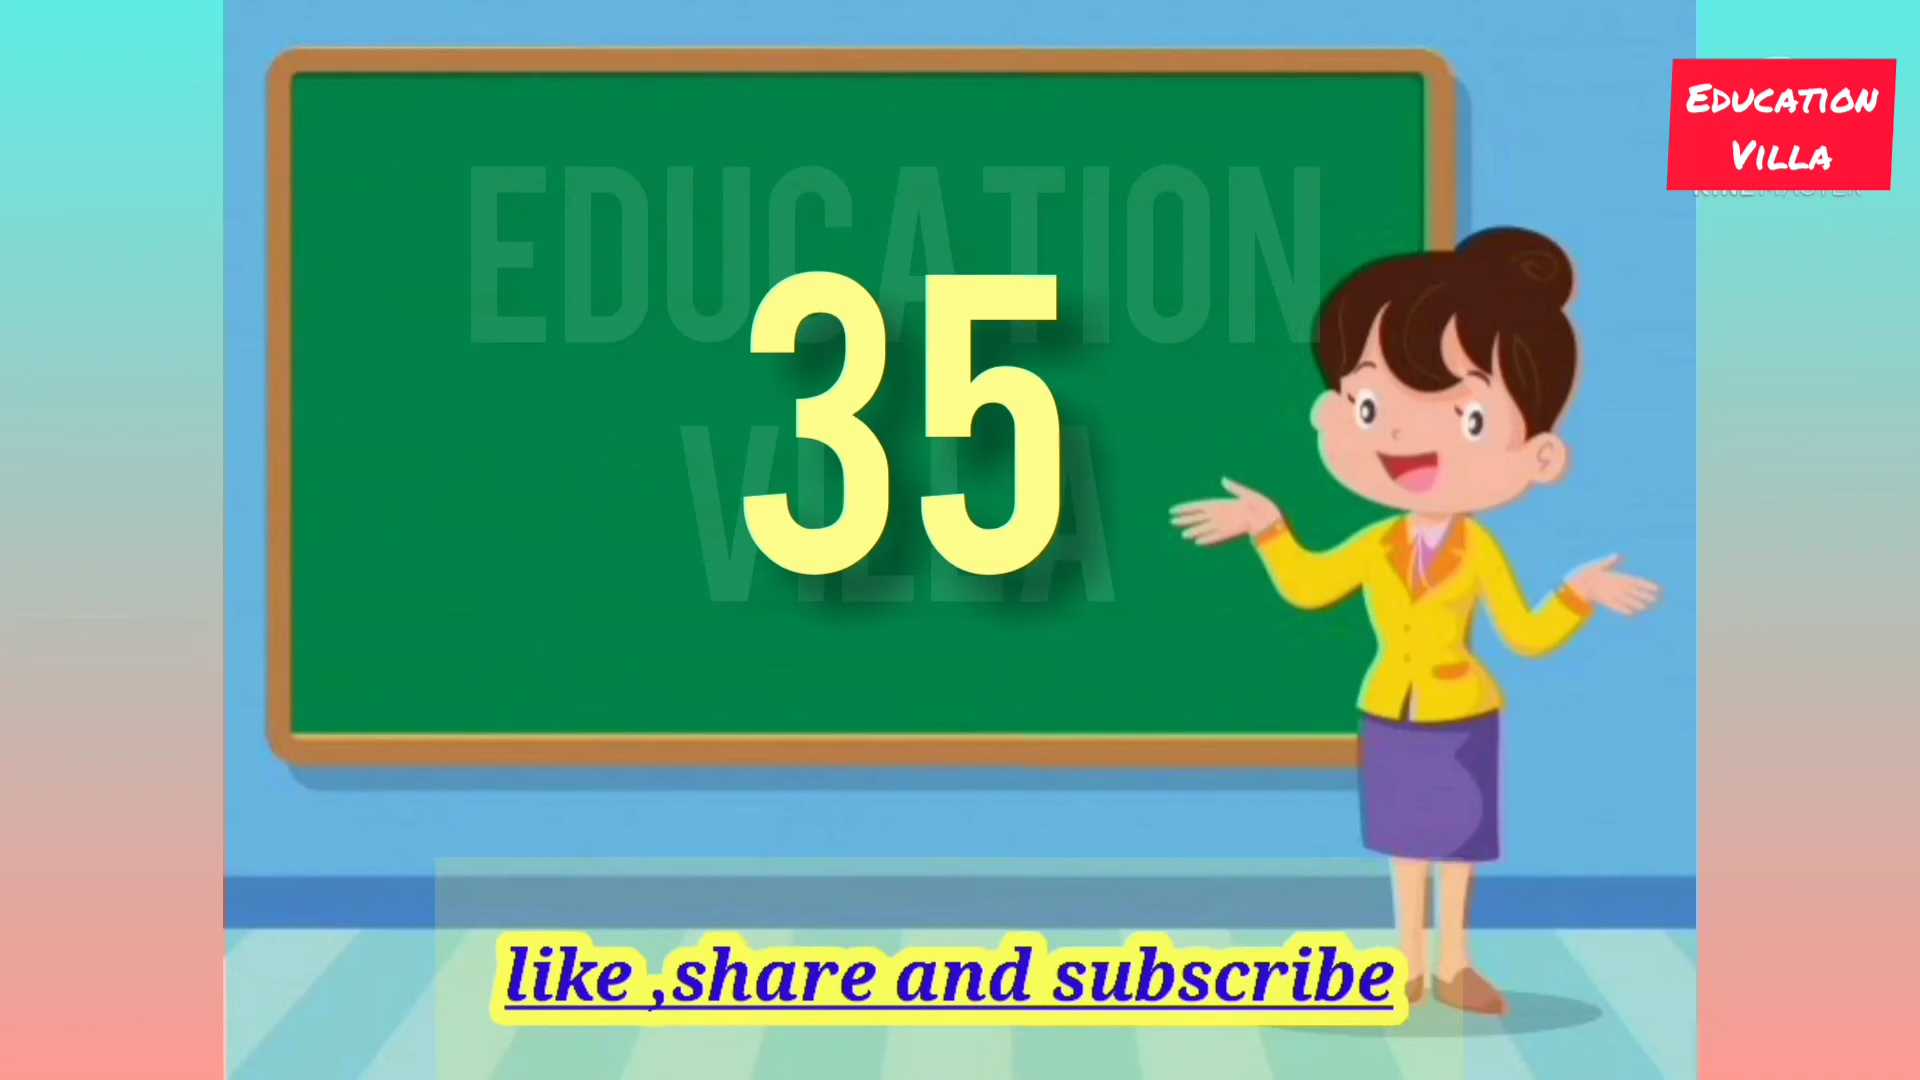 EDUCATION
VILLA
EDUCATION
VILLA
35
like ,share and subscribe